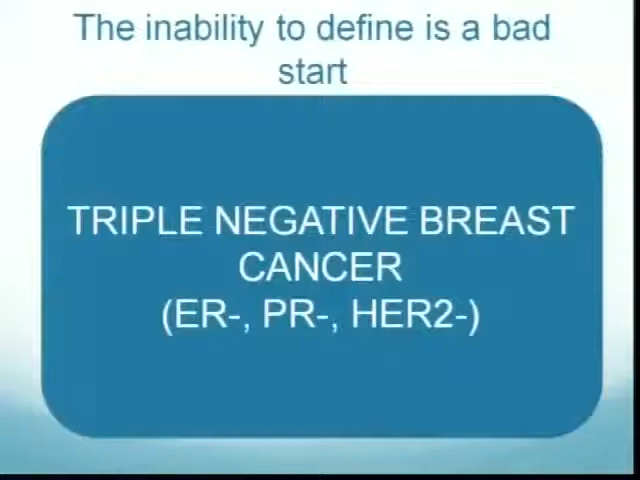 The inability to define is a bad
start
TRIPLE NEGATIVE BREAST
CANCER
(ER-, PR-, HER2-)